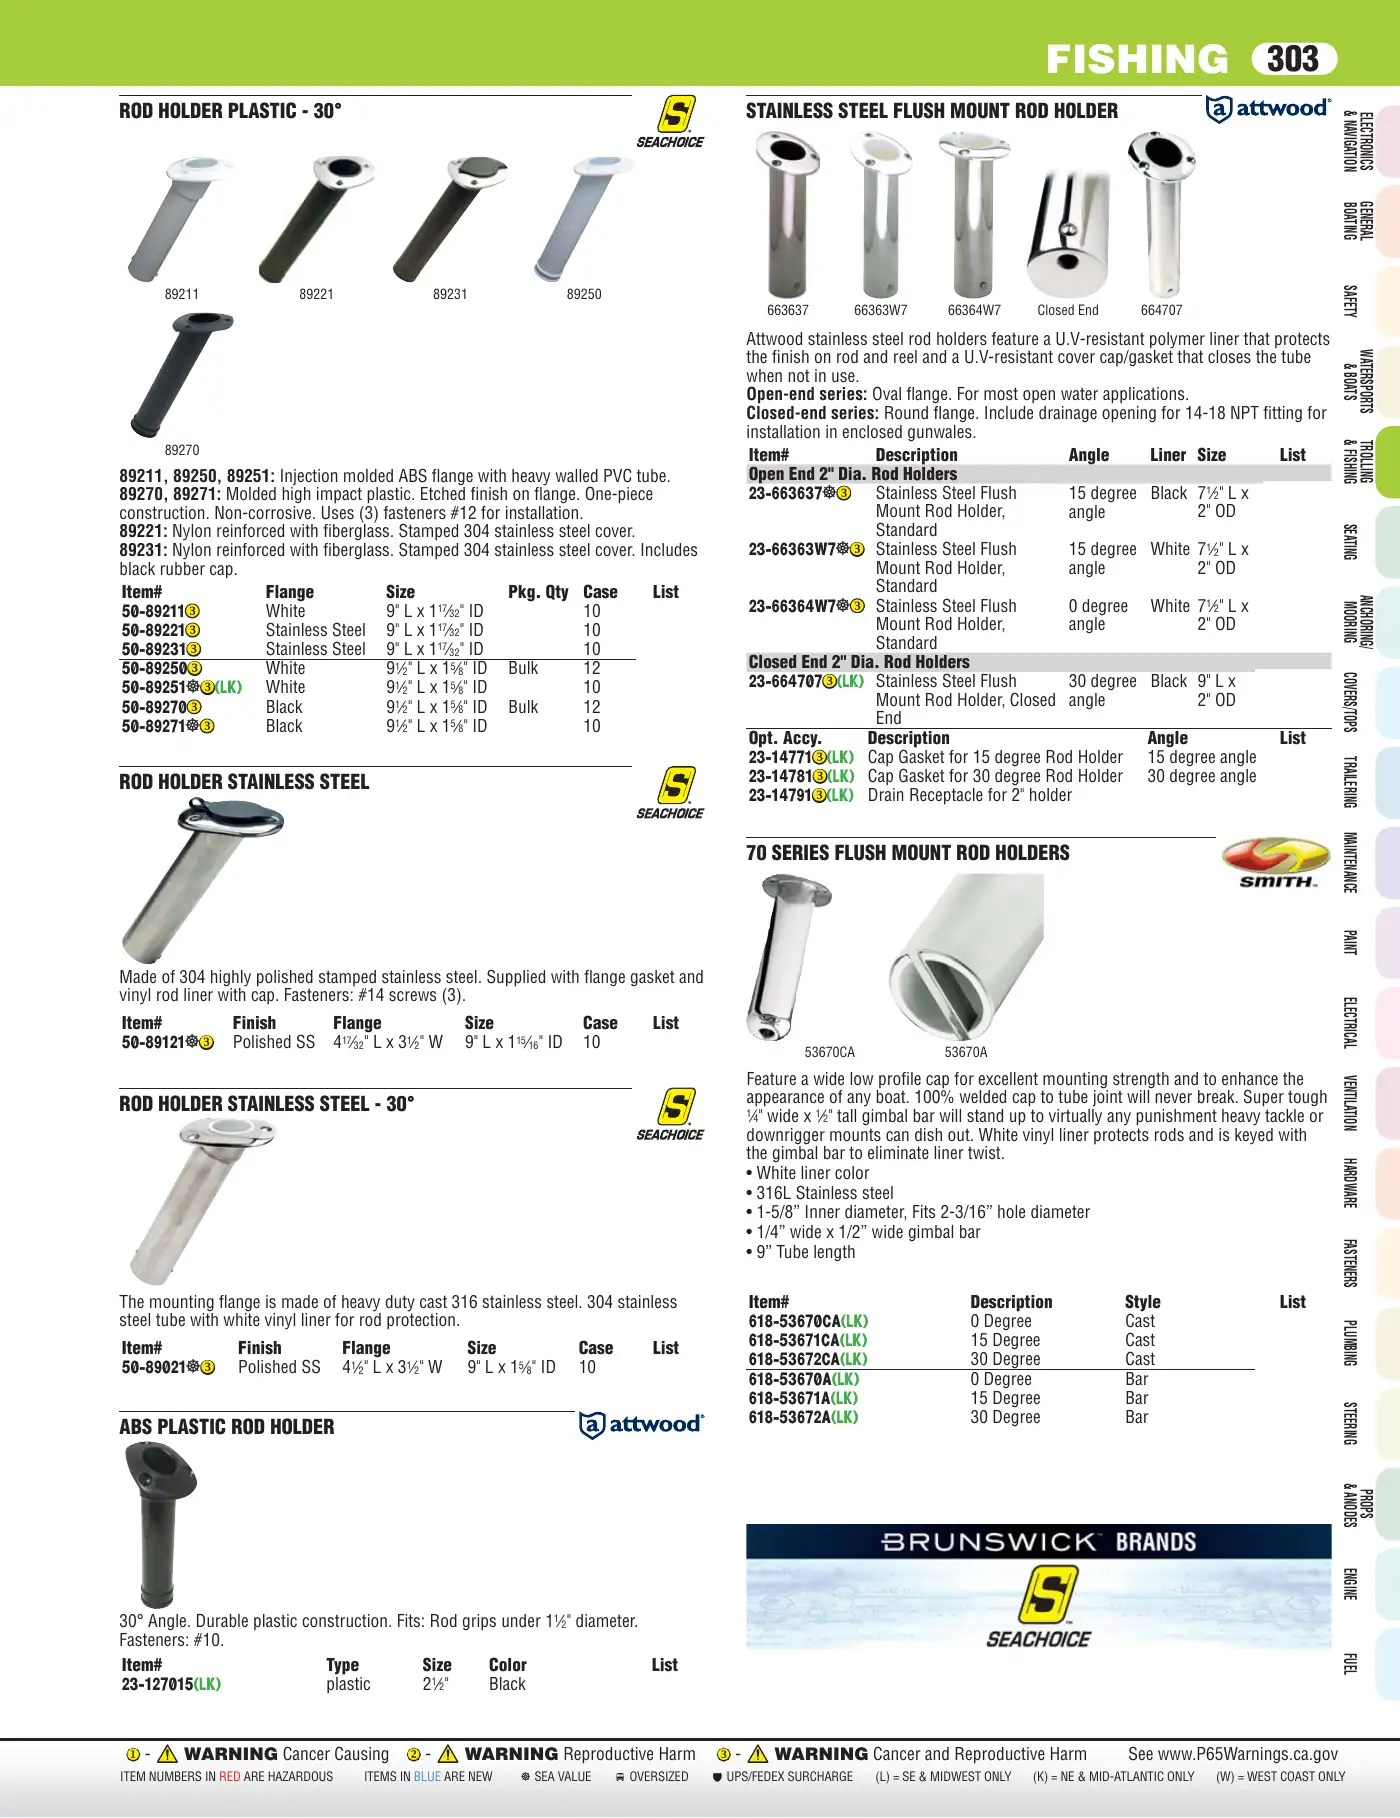 FISHING 303
ROD HOLDER PLASTIC - 30°
S
SEACHOICE
89211
89221
89231
89250
89270
89211, 89250, 89251: Injection molded ABS flange with heavy walled PVC tube.
89270, 89271: Molded high impact plastic. Etched finish on flange. One-piece
construction. Non-corrosive. Uses (3) fasteners #12 for installation.
89221: Nylon reinforced with fiberglass. Stamped 304 stainless steel cover.
89231: Nylon reinforced with fiberglass. Stamped 304 stainless steel cover. Includes
black rubber cap.
Item# Flange Size Pkg. Qty Case List
50-89211③ White 9" L x 1¹⁷⁄₃₂" ID 10
50-89221③ Stainless Steel 9" L x 1¹⁷⁄₃₂" ID 10
50-89231③ Stainless Steel 9" L x 1¹⁷⁄₃₂" ID 10
50-89250③ White 9½" L x 1⅝" ID Bulk 12
50-89251☸③(LK) White 9½" L x 1⅝" ID 10
50-89270③ Black 9½" L x 1⅝" ID Bulk 12
50-89271☸③ Black 9½" L x 1⅝" ID 10
ROD HOLDER STAINLESS STEEL
S
SEACHOICE
Made of 304 highly polished stamped stainless steel. Supplied with flange gasket and
vinyl rod liner with cap. Fasteners: #14 screws (3).
Item# Finish Flange Size Case List
50-89121☸③ Polished SS 4¹⁷⁄₃₂" L x 3½" W 9" L x 1¹⁵⁄₁₆" ID 10
ROD HOLDER STAINLESS STEEL - 30°
S
SEACHOICE
The mounting flange is made of heavy duty cast 316 stainless steel. 304 stainless
steel tube with white vinyl liner for rod protection.
Item# Finish Flange Size Case List
50-89021☸③ Polished SS 4½" L x 3½" W 9" L x 1⅝" ID 10
ABS PLASTIC ROD HOLDER
a attwood®
30° Angle. Durable plastic construction. Fits: Rod grips under 1½" diameter.
Fasteners: #10.
Item# Type Size Color List
23-127015(LK) plastic 2½" Black
STAINLESS STEEL FLUSH MOUNT ROD HOLDER
a attwood®
663637
66363W7
66364W7
Closed End
664707
Attwood stainless steel rod holders feature a U.V-resistant polymer liner that protects
the finish on rod and reel and a U.V-resistant cover cap/gasket that closes the tube
when not in use.
Open-end series: Oval flange. For most open water applications.
Closed-end series: Round flange. Include drainage opening for 14-18 NPT fitting for
installation in enclosed gunwales.
Item# Description Angle Liner Size List
Open End 2" Dia. Rod Holders
23-663637☸③ Stainless Steel Flush 15 degree Black 7½" L x
Mount Rod Holder, angle 2" OD
Standard
23-66363W7☸③ Stainless Steel Flush 15 degree White 7½" L x
Mount Rod Holder, angle 2" OD
Standard
23-66364W7☸③ Stainless Steel Flush 0 degree White 7½" L x
Mount Rod Holder, angle 2" OD
Standard
Closed End 2" Dia. Rod Holders
23-664707③(LK) Stainless Steel Flush 30 degree Black 9" L x
Mount Rod Holder, Closed angle 2" OD
End
Opt. Accy. Description Angle List
23-14771③(LK) Cap Gasket for 15 degree Rod Holder 15 degree angle
23-14781③(LK) Cap Gasket for 30 degree Rod Holder 30 degree angle
23-14791③(LK) Drain Receptacle for 2" holder
70 SERIES FLUSH MOUNT ROD HOLDERS
SMITH™
53670CA
53670A
Feature a wide low profile cap for excellent mounting strength and to enhance the
appearance of any boat. 100% welded cap to tube joint will never break. Super tough
¼" wide x ½" tall gimbal bar will stand up to virtually any punishment heavy tackle or
downrigger mounts can dish out. White vinyl liner protects rods and is keyed with
the gimbal bar to eliminate liner twist.
• White liner color
• 316L Stainless steel
• 1-5/8” Inner diameter, Fits 2-3/16” hole diameter
• 1/4” wide x 1/2” wide gimbal bar
• 9” Tube length
Item# Description Style List
618-53670CA(LK) 0 Degree Cast
618-53671CA(LK) 15 Degree Cast
618-53672CA(LK) 30 Degree Cast
618-53670A(LK) 0 Degree Bar
618-53671A(LK) 15 Degree Bar
618-53672A(LK) 30 Degree Bar
BRUNSWICK™ BRANDS
S
SEACHOICE™
ELECTRONICS
& NAVIGATION
GENERAL
BOATING
SAFETY
WATERSPORTS
& BOATS
TROLLING
& FISHING
SEATING
ANCHORING/
MOORING
COVERS/TOPS
TRAILERING
MAINTENANCE
PAINT
ELECTRICAL
VENTILATION
HARDWARE
FASTENERS
PLUMBING
STEERING
PROPS
& ANODES
ENGINE
FUEL
① - ⚠ WARNING Cancer Causing ② - ⚠ WARNING Reproductive Harm ③ - ⚠ WARNING Cancer and Reproductive Harm See www.P65Warnings.ca.gov
ITEM NUMBERS IN RED ARE HAZARDOUS ITEMS IN BLUE ARE NEW ☸ SEA VALUE OVERSIZED UPS/FEDEX SURCHARGE (L) = SE & MIDWEST ONLY (K) = NE & MID-ATLANTIC ONLY (W) = WEST COAST ONLY